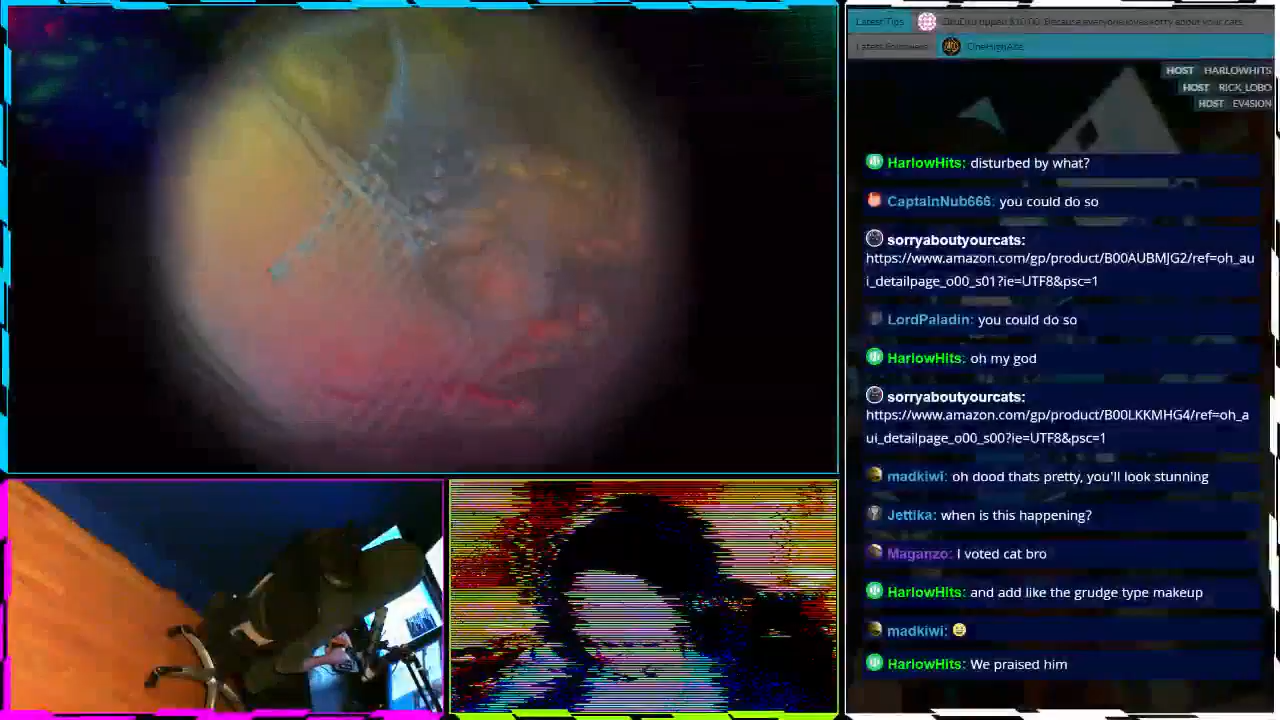 Latest Tips
Latest Followers
HOST HARLOWHITS
HOST RICK_LOBO
HOST EV4SION
HarlowHits: disturbed by what?
CaptainNub666: you could do so
sorryaboutyourcats:
https://www.amazon.com/gp/product/B00AUBMJG2/ref=oh_au
i_detailpage_o00_s01?ie=UTF8&psc=1
LordPaladin: you could do so
HarlowHits: oh my god
sorryaboutyourcats:
https://www.amazon.com/gp/product/B00LKKMHG4/ref=oh_a
ui_detailpage_o00_s00?ie=UTF8&psc=1
madkiwi: oh dood thats pretty, you'll look stunning
Jettika: when is this happening?
Maganzo: I voted cat bro
HarlowHits: and add like the grudge type makeup
madkiwi:
HarlowHits: We praised him